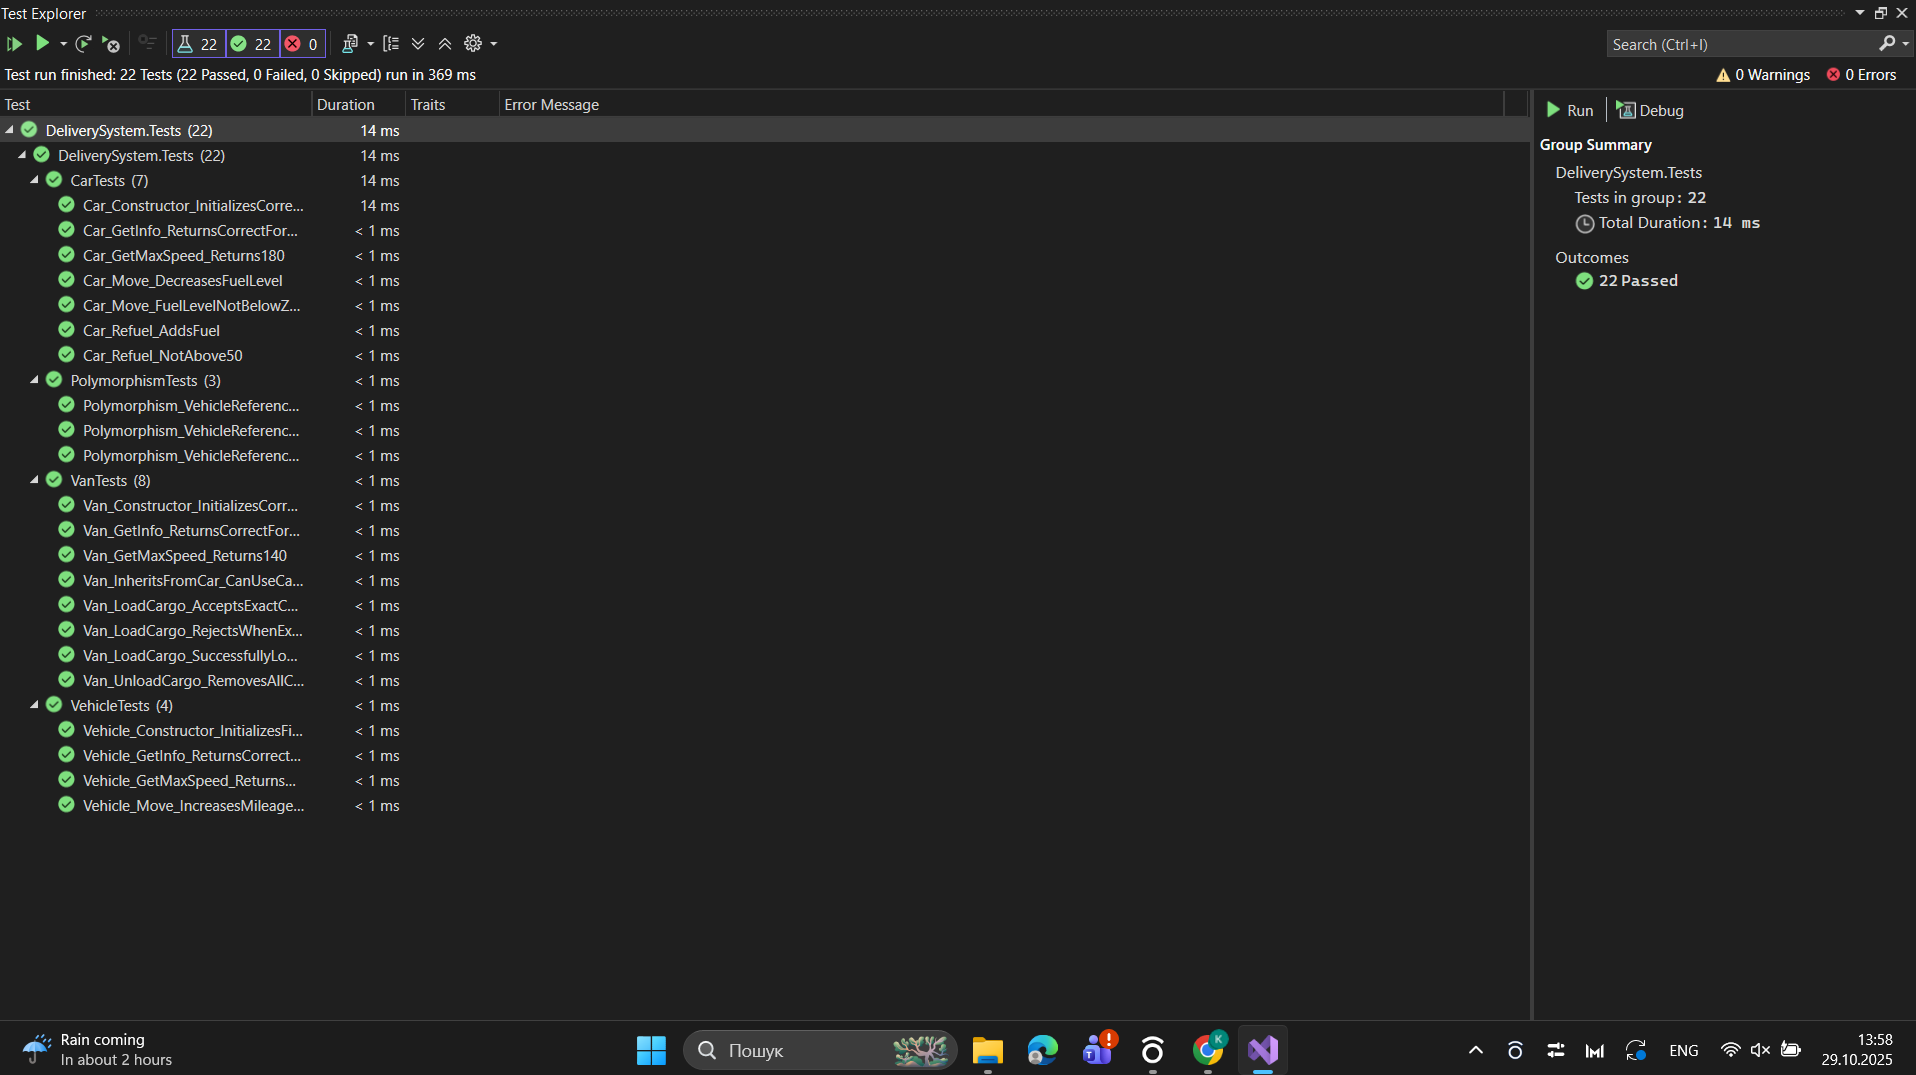 Test Explorer
22 22 0
Search (Ctrl+I)
Test run finished: 22 Tests (22 Passed, 0 Failed, 0 Skipped) run in 369 ms
0 Warnings 0 Errors
Test Duration Traits Error Message
DeliverySystem.Tests (22) 14 ms
DeliverySystem.Tests (22) 14 ms
CarTests (7) 14 ms
Car_Constructor_InitializesCorre... 14 ms
Car_GetInfo_ReturnsCorrectFor... < 1 ms
Car_GetMaxSpeed_Returns180 < 1 ms
Car_Move_DecreasesFuelLevel < 1 ms
Car_Move_FuelLevelNotBelowZ... < 1 ms
Car_Refuel_AddsFuel < 1 ms
Car_Refuel_NotAbove50 < 1 ms
PolymorphismTests (3) < 1 ms
Polymorphism_VehicleReferenc... < 1 ms
Polymorphism_VehicleReferenc... < 1 ms
Polymorphism_VehicleReferenc... < 1 ms
VanTests (8) < 1 ms
Van_Constructor_InitializesCorr... < 1 ms
Van_GetInfo_ReturnsCorrectFor... < 1 ms
Van_GetMaxSpeed_Returns140 < 1 ms
Van_InheritsFromCar_CanUseCa... < 1 ms
Van_LoadCargo_AcceptsExactC... < 1 ms
Van_LoadCargo_RejectsWhenEx... < 1 ms
Van_LoadCargo_SuccessfullyLo... < 1 ms
Van_UnloadCargo_RemovesAllC... < 1 ms
VehicleTests (4) < 1 ms
Vehicle_Constructor_InitializesFi... < 1 ms
Vehicle_GetInfo_ReturnsCorrect... < 1 ms
Vehicle_GetMaxSpeed_Returns... < 1 ms
Vehicle_Move_IncreasesMileage... < 1 ms
Run Debug
Group Summary
DeliverySystem.Tests
Tests in group: 22
Total Duration: 14 ms
Outcomes
22 Passed
Rain coming
In about 2 hours
Пошук
K
ENG
13:58
29.10.2025